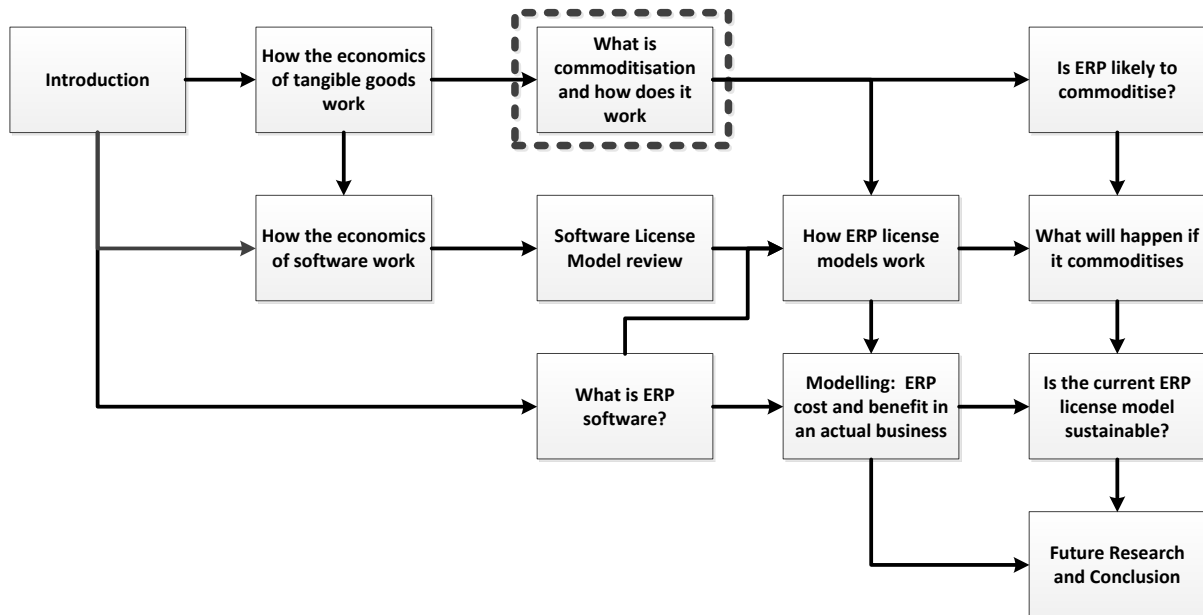 Introduction
How the economics
of tangible goods
work
What is
commoditisation
and how does it
work
Is ERP likely to
commoditise?
How the economics
of software work
Software License
Model review
How ERP license
models work
What will happen if
it commoditises
What is ERP
software?
Modelling:  ERP
cost and benefit in
an actual business
Is the current ERP
license model
sustainable?
Future Research
and Conclusion